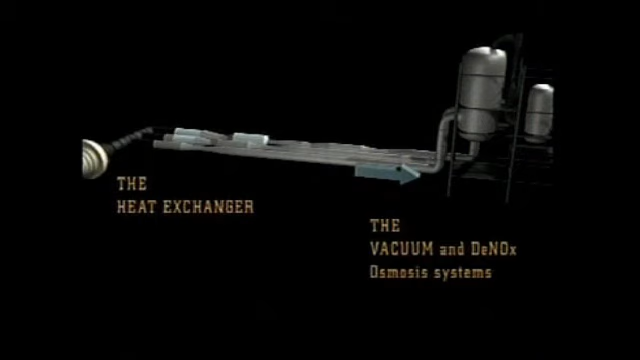 THE
HEAT EXCHANGER
THE
VACUUM and DeNOx
Osmosis systems